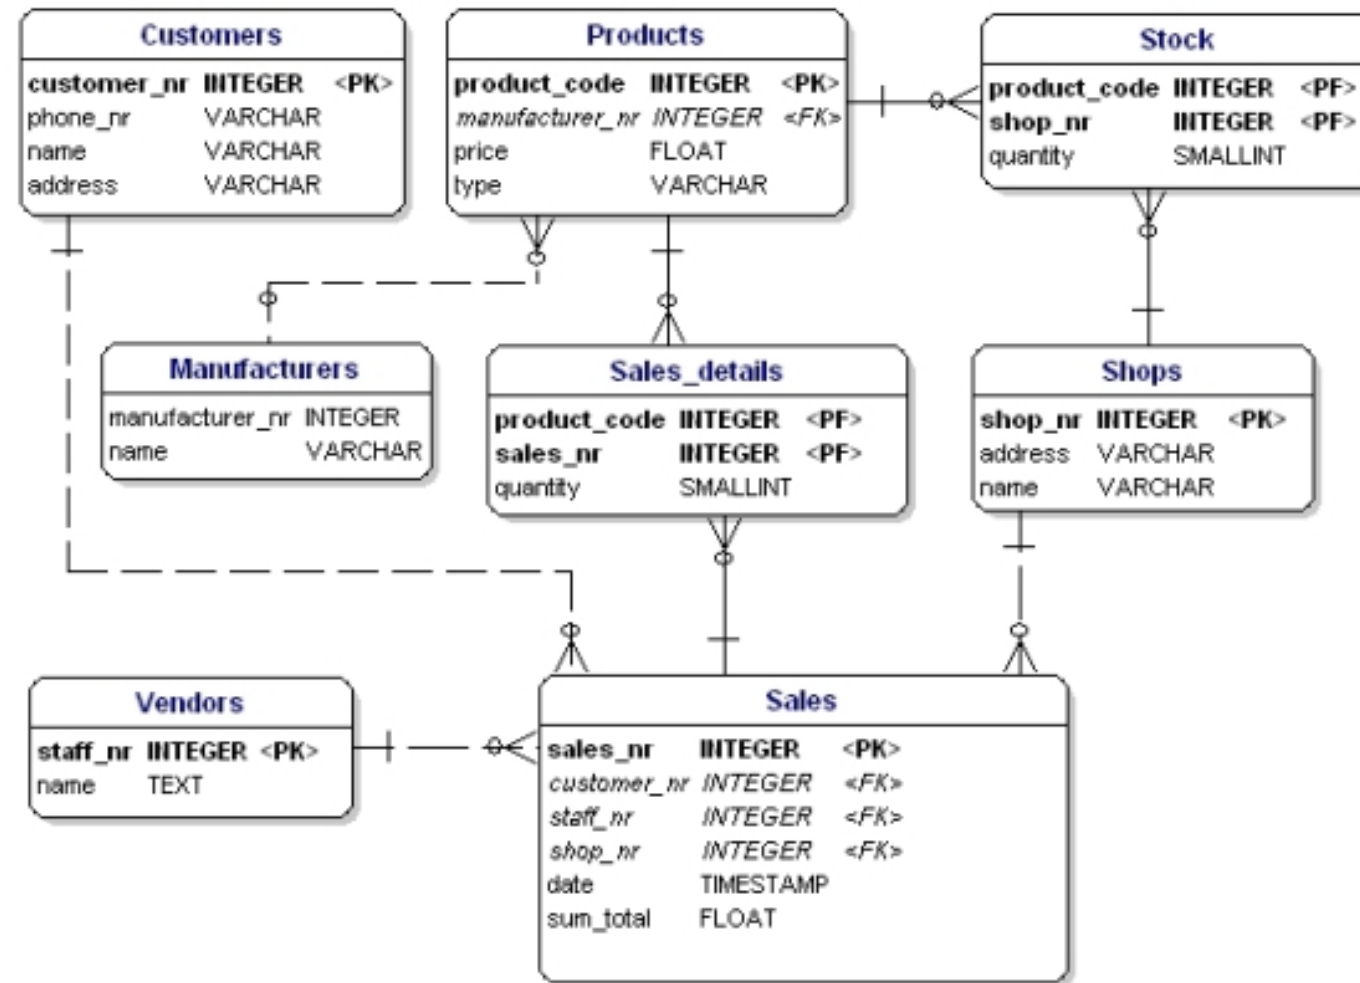 Customers
customer_nr INTEGER <PK>
phone_nr VARCHAR
name VARCHAR
address VARCHAR
Products
product_code INTEGER <PK>
manufacturer_nr INTEGER <FK>
price FLOAT
type VARCHAR
Stock
product_code INTEGER <PF>
shop_nr INTEGER <PF>
quantity SMALLINT
Manufacturers
manufacturer_nr INTEGER
name VARCHAR
Sales_details
product_code INTEGER <PF>
sales_nr INTEGER <PF>
quantity SMALLINT
Shops
shop_nr INTEGER <PK>
address VARCHAR
name VARCHAR
Vendors
staff_nr INTEGER <PK>
name TEXT
Sales
sales_nr INTEGER <PK>
customer_nr INTEGER <FK>
staff_nr INTEGER <FK>
shop_nr INTEGER <FK>
date TIMESTAMP
sum_total FLOAT